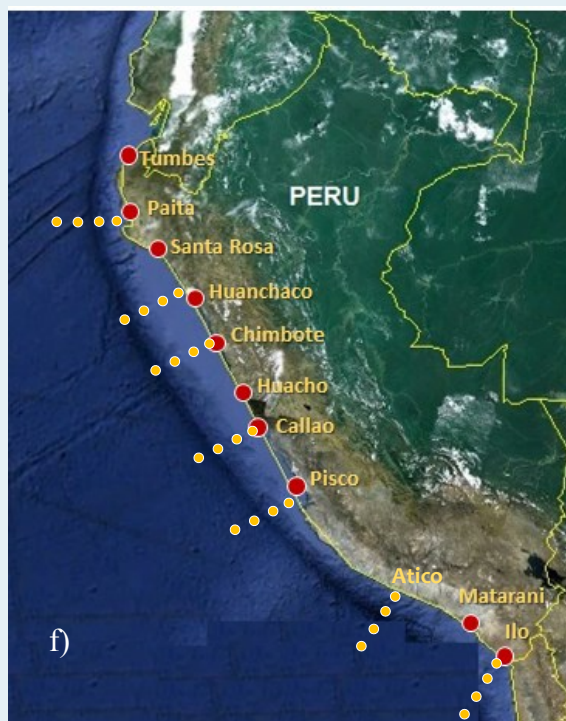 Tumbes
Paita
PERU
Santa Rosa
Huanchaco
Chimbote
Huacho
Callao
Pisco
Atico
Matarani
Ilo
f)